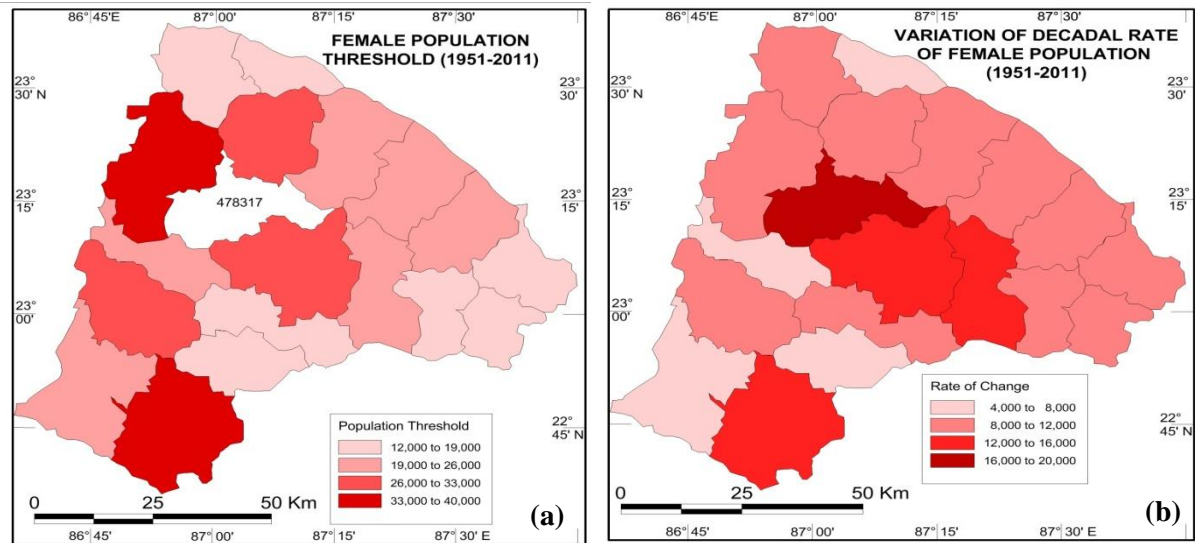 86° 45'E 87° 00' 87° 15' 87° 30'
FEMALE POPULATION
THRESHOLD (1951-2011)
23°
30' N
23°
30'
478317
23°
15'
23°
15'
23°
00'
23°
00'
22°
45' N
Population Threshold
12,000 to 19,000
19,000 to 26,000
26,000 to 33,000
33,000 to 40,000
0 25 50 Km
(a)
86° 45' 87° 00' 87° 15' 87° 30' E
86° 45'E 87° 00' 87° 15' 87° 30'
VARIATION OF DECADAL RATE
OF FEMALE POPULATION
(1951-2011)
23°
30' N
23°
30'
23°
15'
23°
15'
23°
00'
23°
00'
22°
45' N
Rate of Change
4,000 to 8,000
8,000 to 12,000
12,000 to 16,000
16,000 to 20,000
0 25 50 Km
(b)
86° 45' 87° 00' 87° 15' 87° 30' E